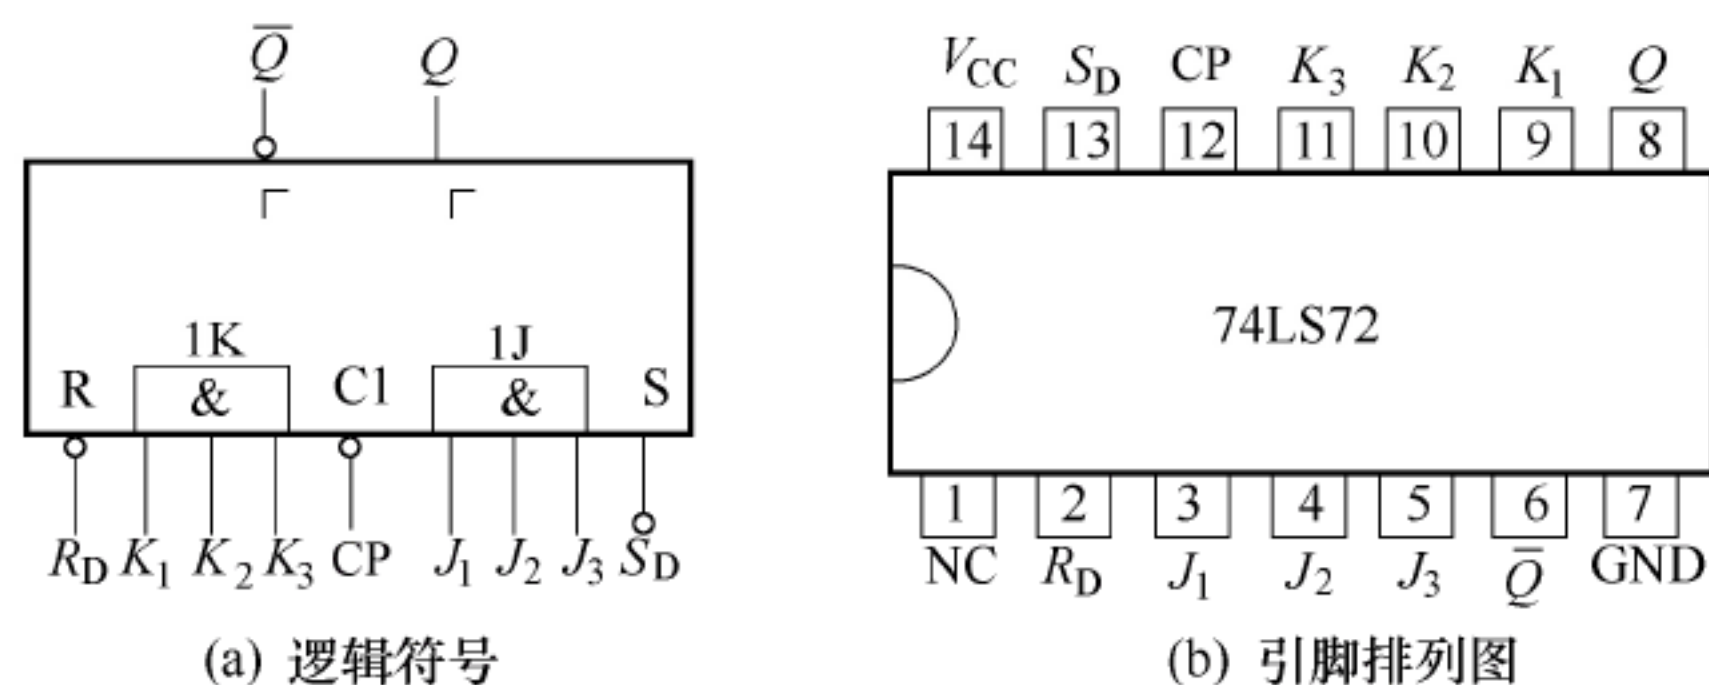 Q̅ Q
1K 1J
R & C1 & S
R_D K_1 K_2 K_3 CP J_1 J_2 J_3 S_D
(a) 逻辑符号
V_CC S_D CP K_3 K_2 K_1 Q
14 13 12 11 10 9 8
74LS72
1 2 3 4 5 6 7
NC R_D J_1 J_2 J_3 Q̅ GND
(b) 引脚排列图